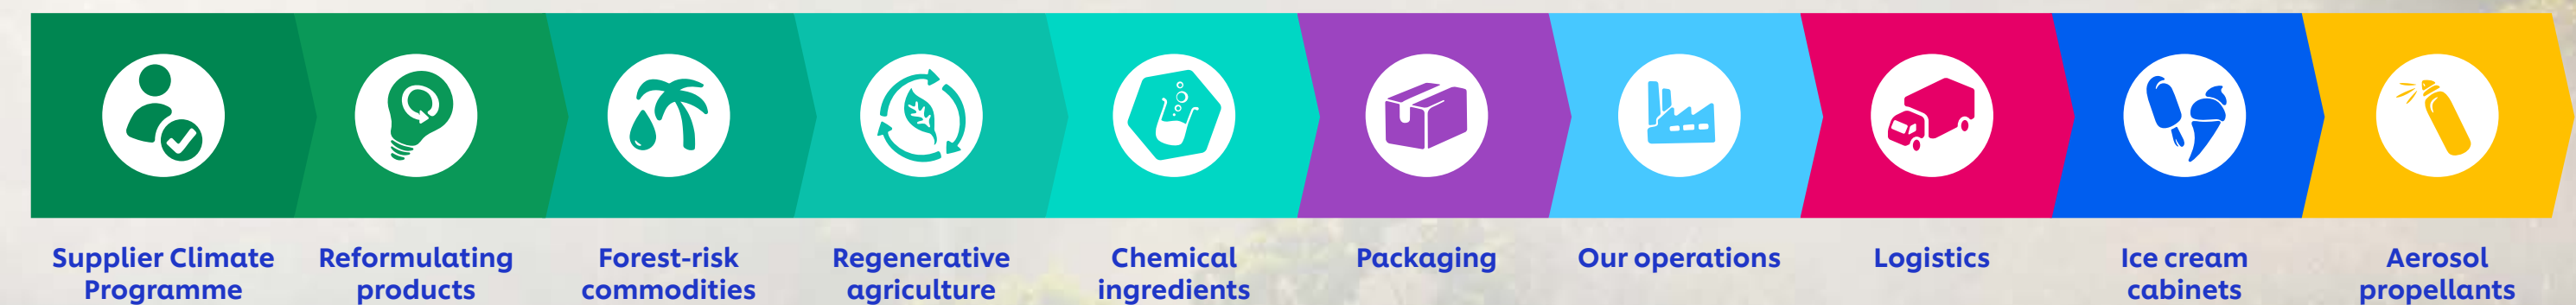 Supplier Climate
Programme
Reformulating
products
Forest-risk
commodities
Regenerative
agriculture
Chemical
ingredients
Packaging
Our operations
Logistics
Ice cream
cabinets
Aerosol
propellants